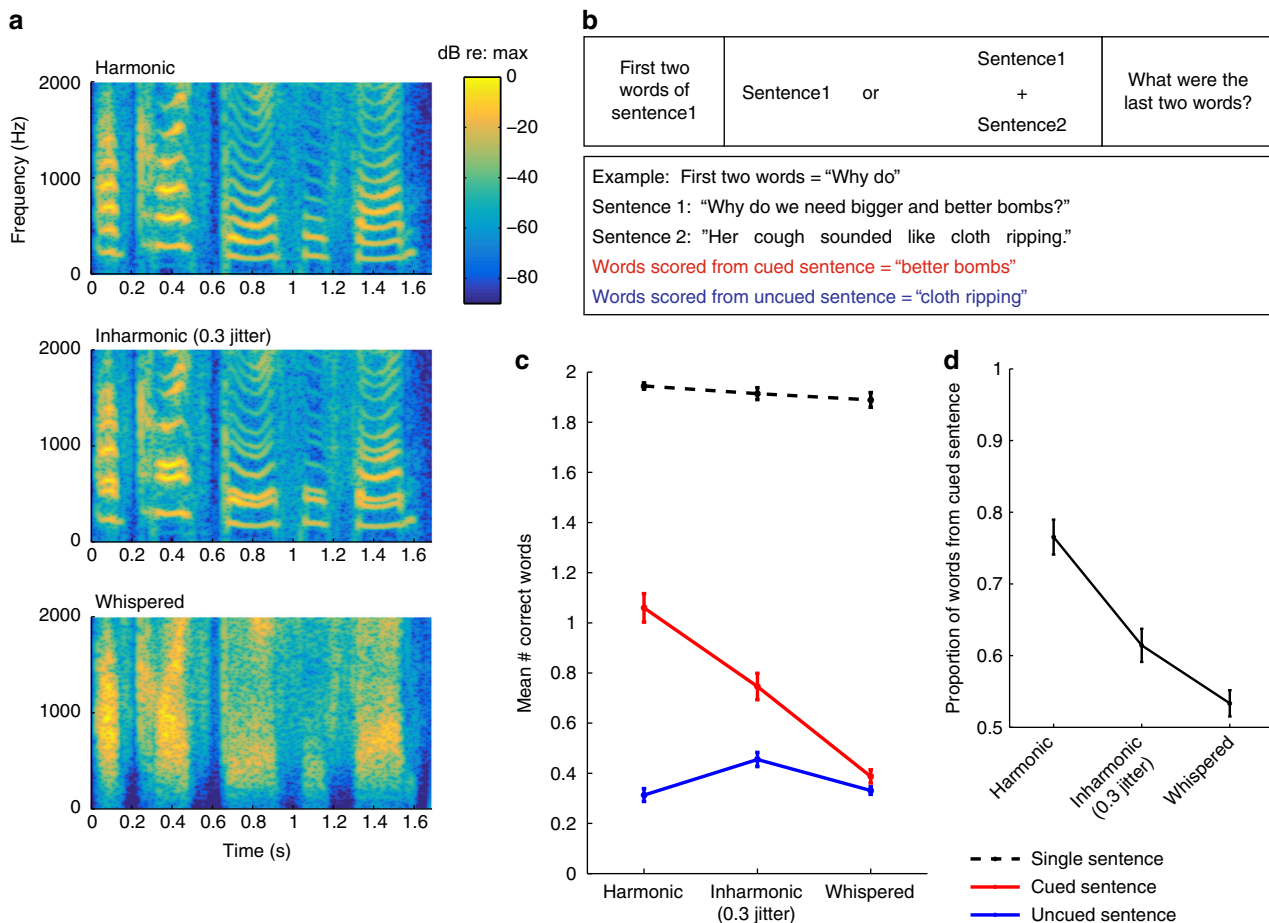 a
dB re: max
Harmonic
Frequency (Hz)
2000
1000
0
0 0.2 0.4 0.6 0.8 1 1.2 1.4 1.6
0
−20
−40
−60
−80
Inharmonic (0.3 jitter)
2000
1000
0
0 0.2 0.4 0.6 0.8 1 1.2 1.4 1.6
Whispered
2000
1000
0
0 0.2 0.4 0.6 0.8 1 1.2 1.4 1.6
Time (s)
b
First two
words of
sentence1
Sentence1 or
Sentence1
+
Sentence2
What were the
last two words?
Example: First two words = “Why do”
Sentence 1: “Why do we need bigger and better bombs?”
Sentence 2: ”Her cough sounded like cloth ripping.”
Words scored from cued sentence = “better bombs”
Words scored from uncued sentence = “cloth ripping”
c
Mean # correct words
2
1.8
1.6
1.4
1.2
1
0.8
0.6
0.4
0.2
0
Harmonic
Inharmonic
(0.3 jitter)
Whispered
d
Proportion of words from cued sentence
1
0.9
0.8
0.7
0.6
0.5
Harmonic
Inharmonic
(0.3 jitter)
Whispered
Single sentence
Cued sentence
Uncued sentence